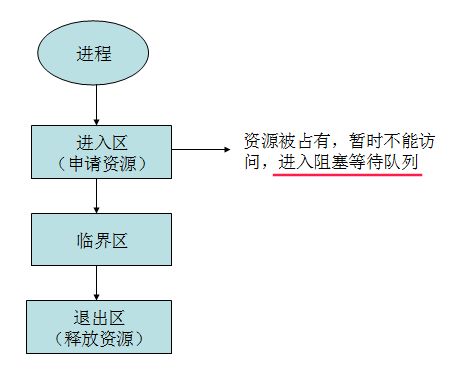 进程
进入区
（申请资源）
资源被占有，暂时不能访
问，进入阻塞等待队列
临界区
退出区
（释放资源）